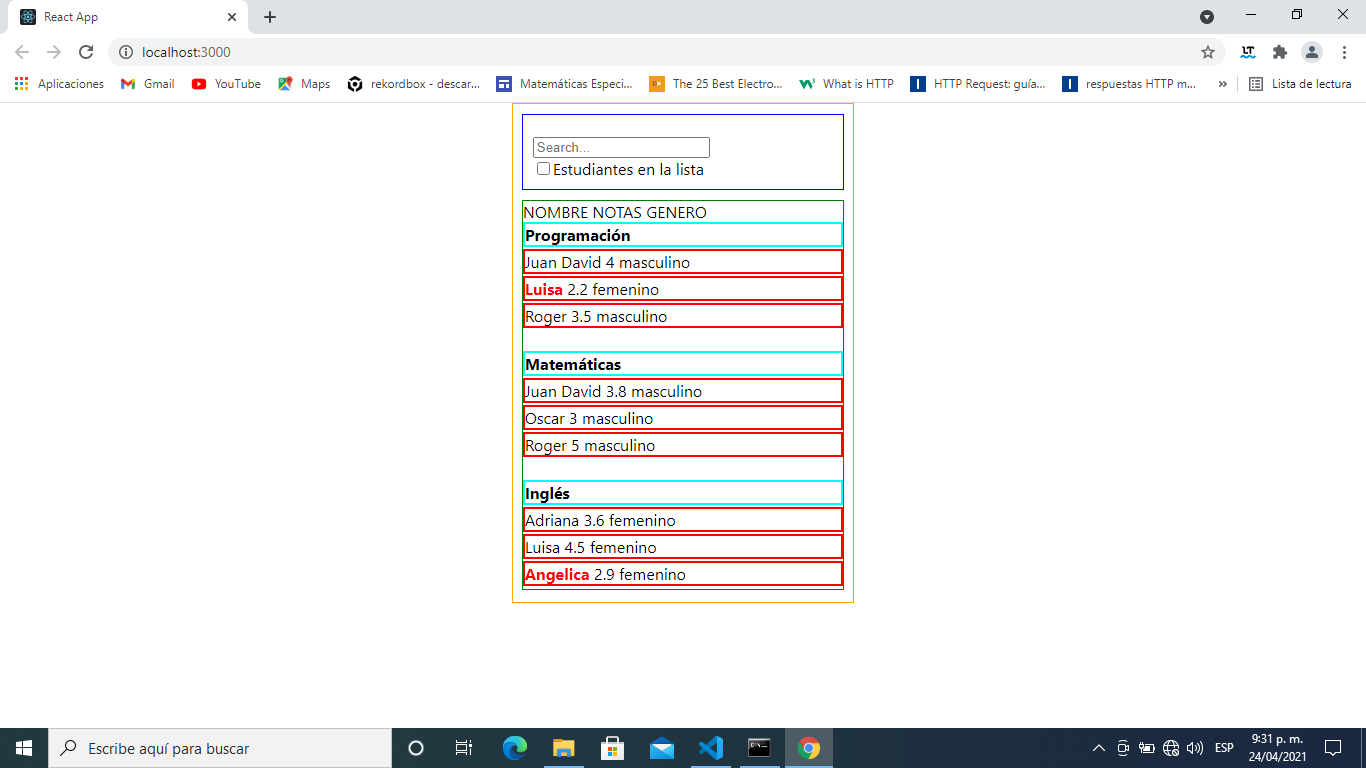 React App
localhost:3000
Aplicaciones Gmail YouTube Maps rekordbox - descar... Matemáticas Especi... The 25 Best Electro... What is HTTP HTTP Request: guía... respuestas HTTP m... » Lista de lectura
Search...
Estudiantes en la lista
NOMBRE NOTAS GENERO
Programación
Juan David 4 masculino
Luisa 2.2 femenino
Roger 3.5 masculino
Matemáticas
Juan David 3.8 masculino
Oscar 3 masculino
Roger 5 masculino
Inglés
Adriana 3.6 femenino
Luisa 4.5 femenino
Angelica 2.9 femenino
Escribe aquí para buscar
ESP
9:31 p. m.
24/04/2021